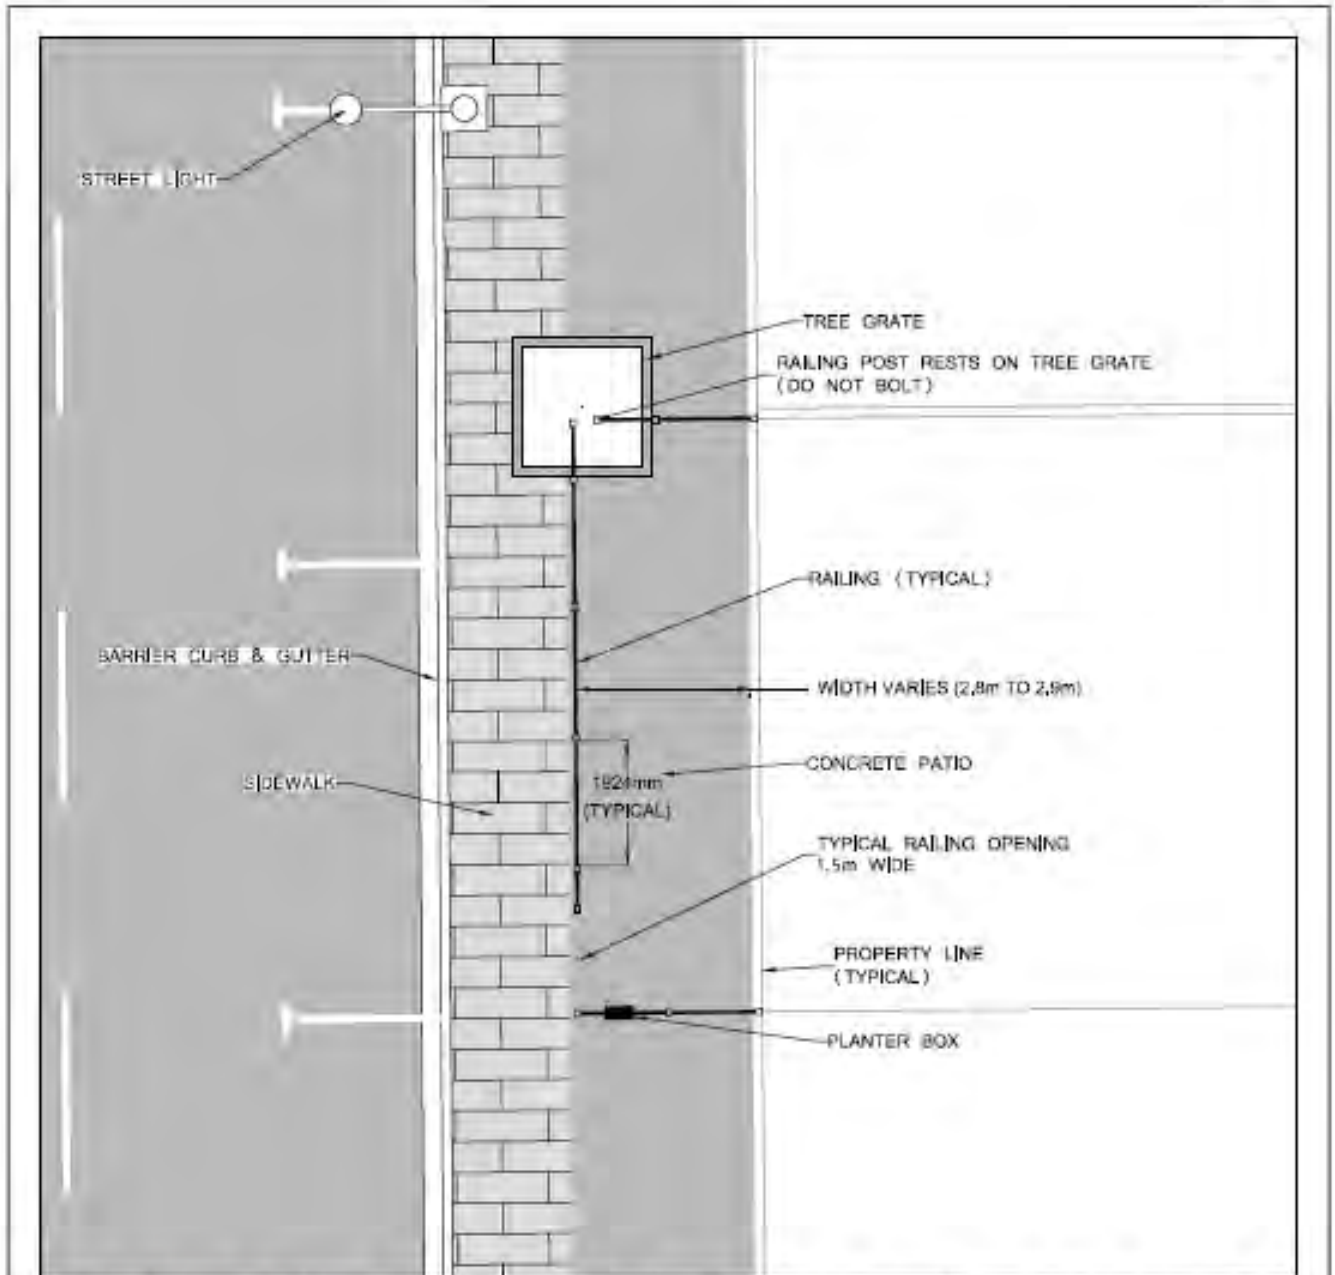 STREET LIGHT
TREE GRATE
RAILING POST RESTS ON TREE GRATE
(DO NOT BOLT)
RAILING (TYPICAL)
BARRIER CURB & GUTTER
WIDTH VARIES (2.8m TO 2.9m)
CONCRETE PATIO
SIDEWALK
1824mm
(TYPICAL)
TYPICAL RAILING OPENING
1.5m WIDE
PROPERTY LINE
(TYPICAL)
PLANTER BOX